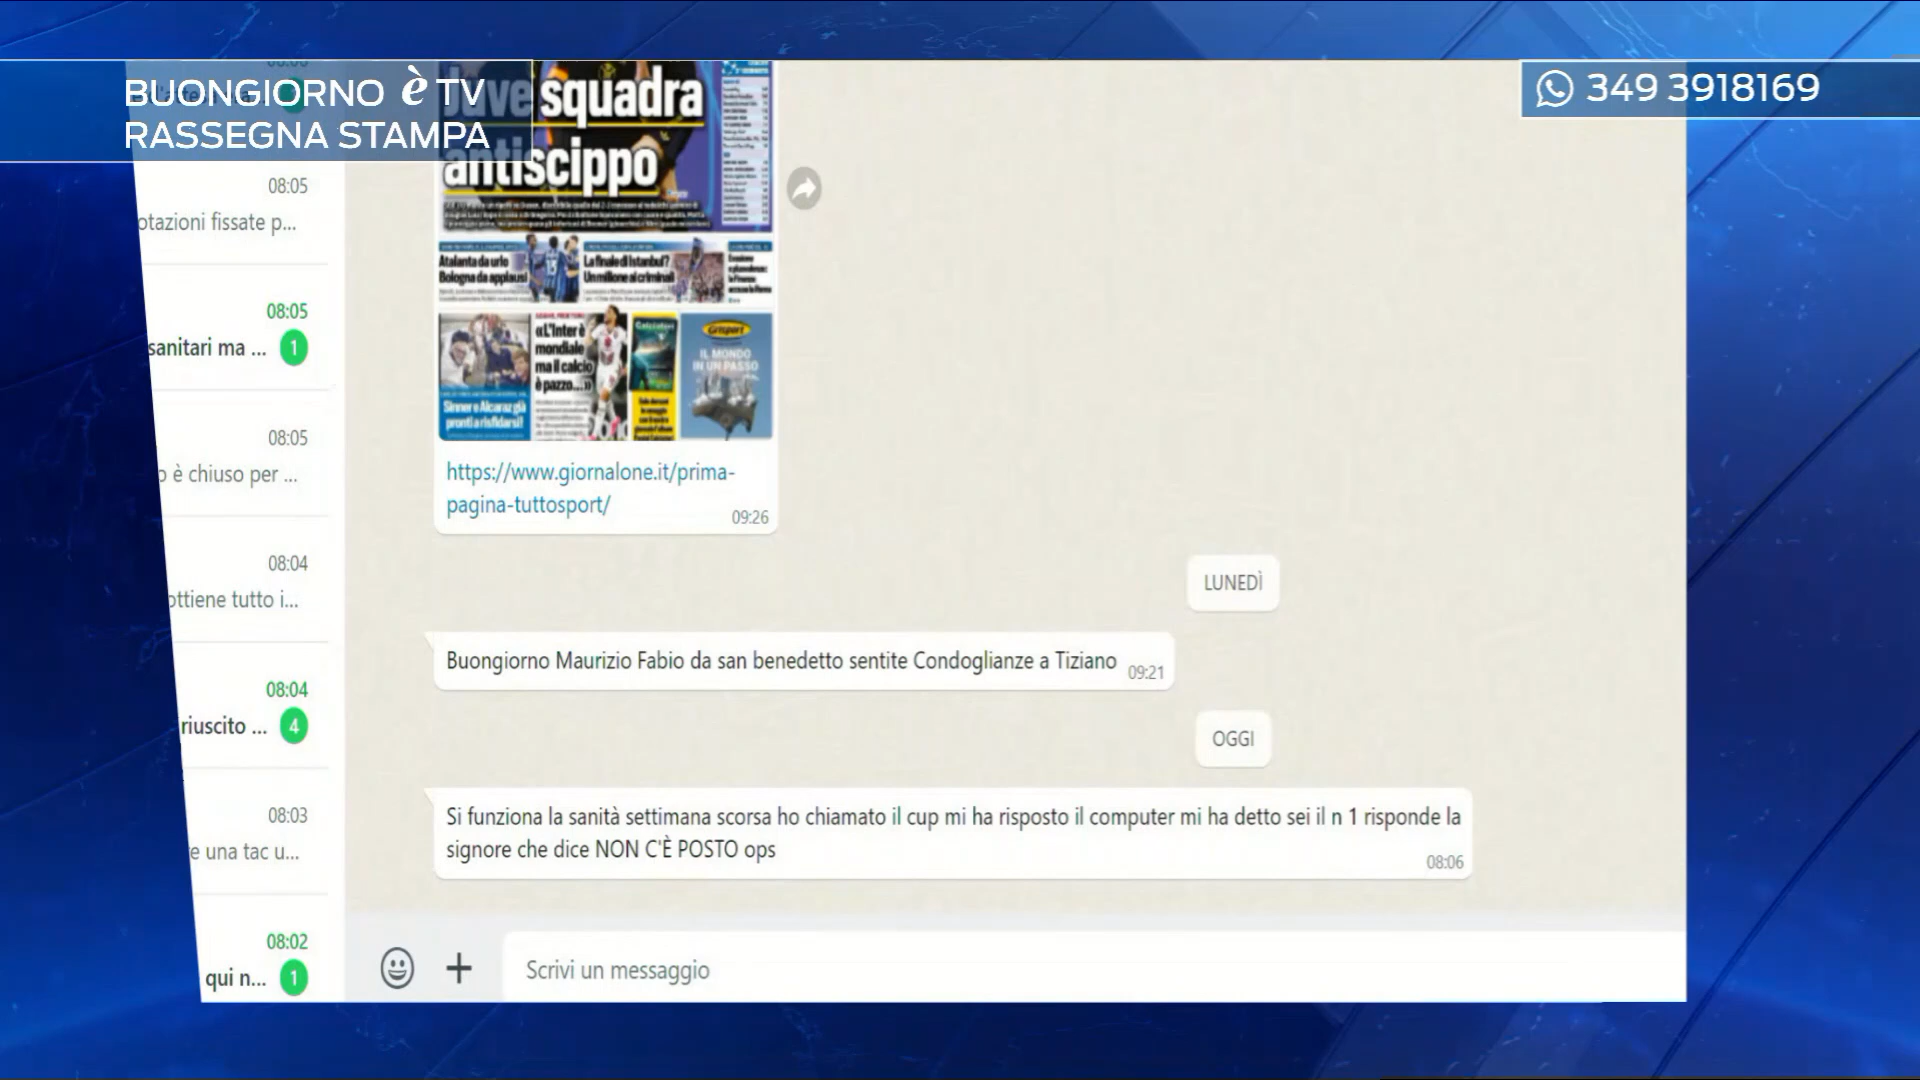 BUONGIORNO è TV
RASSEGNA STAMPA
349 3918169
08:05
otazioni fissate p...
08:05
sanitari ma ...
1
08:05
o è chiuso per ...
08:04
ottiene tutto i...
08:04
riuscito ...
4
08:03
e una tac u...
08:02
qui n...
1
Juve squadra
antiscippo
Atalanta da urlo
Bologna da applausi
La finale di Istanbul?
Un milione ai criminali
«L'Inter è
mondiale
ma il calcio
è pazzo...»
Sinner e Alcaraz già
pronti a risfidarsi!
Calciatori
Grisport
IL MONDO
IN UN PASSO
https://www.giornalone.it/prima-
pagina-tuttosport/
09:26
LUNEDÌ
Buongiorno Maurizio Fabio da san benedetto sentite Condoglianze a Tiziano
09:21
OGGI
Si funziona la sanità settimana scorsa ho chiamato il cup mi ha risposto il computer mi ha detto sei il n 1 risponde la
signore che dice NON C'È POSTO ops
08:06
Scrivi un messaggio